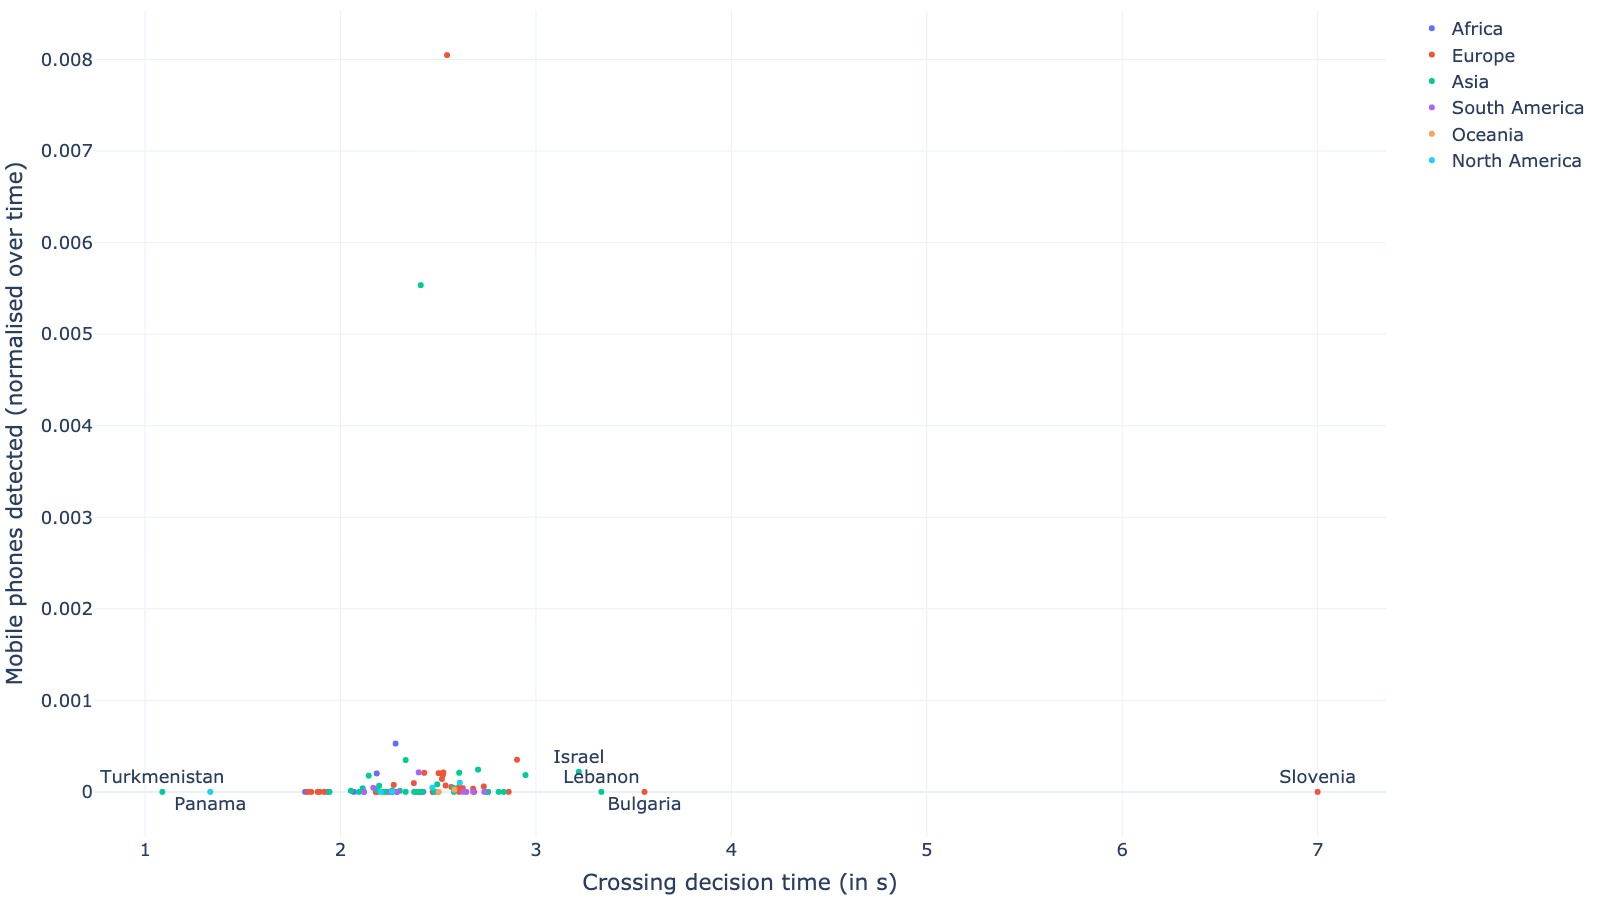 Africa
Europe
Asia
South America
Oceania
North America
Mobile phones detected (normalised over time)
0.008
0.007
0.006
0.005
0.004
0.003
0.002
0.001
0
Israel
Turkmenistan
Lebanon
Slovenia
Panama
Bulgaria
1 2 3 4 5 6 7
Crossing decision time (in s)